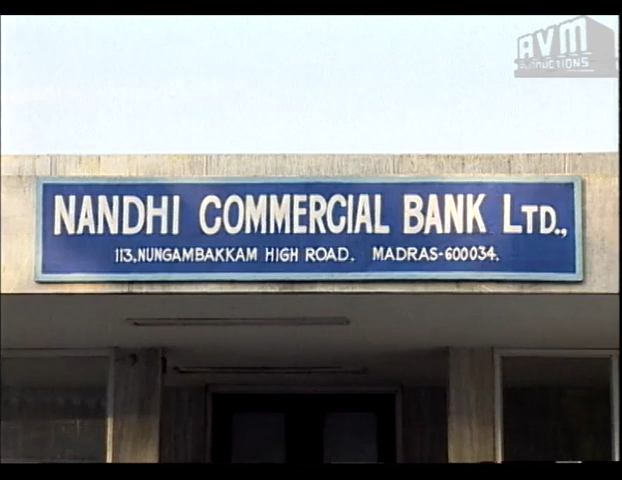 AVM
PRODUCTIONS
NANDHI COMMERCIAL BANK LTD.,
113, NUNGAMBAKKAM HIGH ROAD. MADRAS-600034.